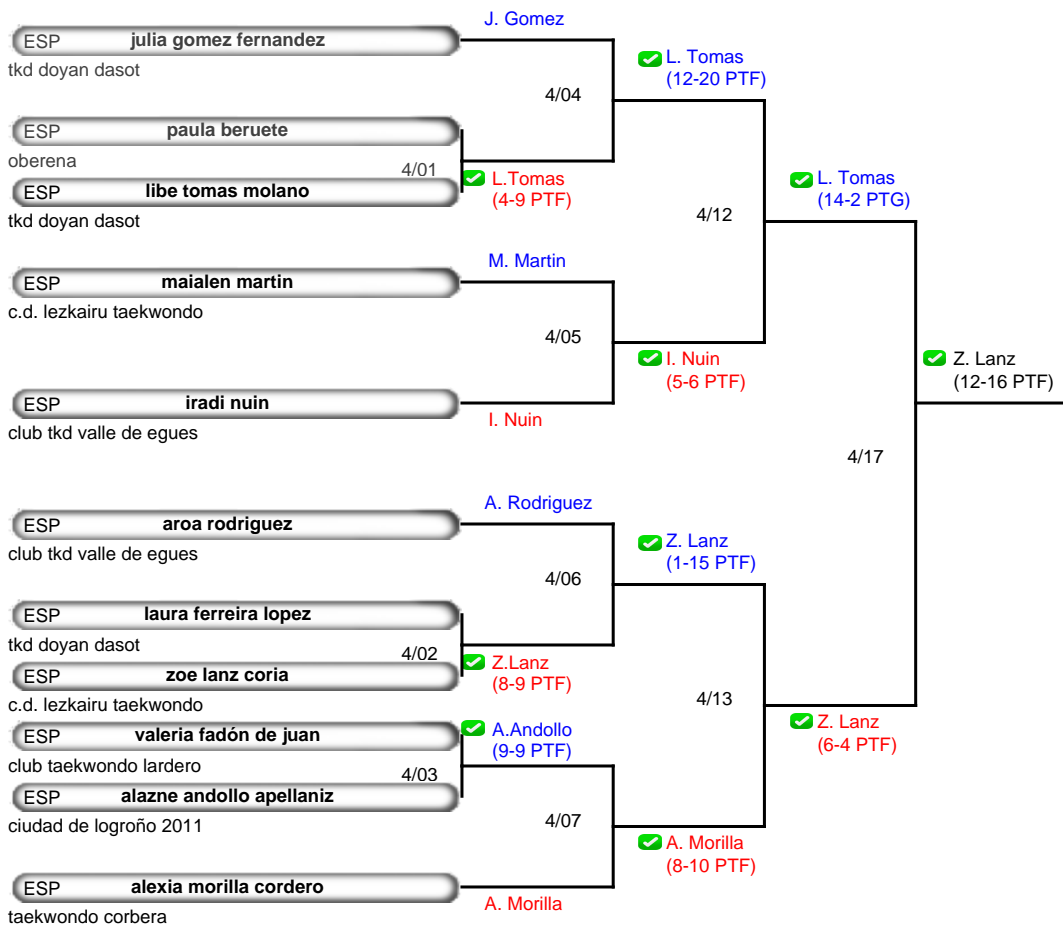 J. Gomez
ESP julia gomez fernandez
tkd doyan dasot
L. Tomas
(12-20 PTF)
4/04
ESP paula beruete
oberena
4/01
L.Tomas
(4-9 PTF)
ESP libe tomas molano
tkd doyan dasot
L. Tomas
(14-2 PTG)
4/12
M. Martin
ESP maialen martin
c.d. lezkairu taekwondo
4/05
I. Nuin
(5-6 PTF)
ESP iradi nuin
club tkd valle de egues
I. Nuin
Z. Lanz
(12-16 PTF)
4/17
A. Rodriguez
ESP aroa rodriguez
club tkd valle de egues
Z. Lanz
(1-15 PTF)
4/06
ESP laura ferreira lopez
tkd doyan dasot
4/02
Z.Lanz
(8-9 PTF)
ESP zoe lanz coria
c.d. lezkairu taekwondo
4/13
Z. Lanz
(6-4 PTF)
ESP valeria fadón de juan
club taekwondo lardero
A.Andollo
(9-9 PTF)
4/03
ESP alazne andollo apellaniz
ciudad de logroño 2011
4/07
A. Morilla
(8-10 PTF)
ESP alexia morilla cordero
taekwondo corbera
A. Morilla